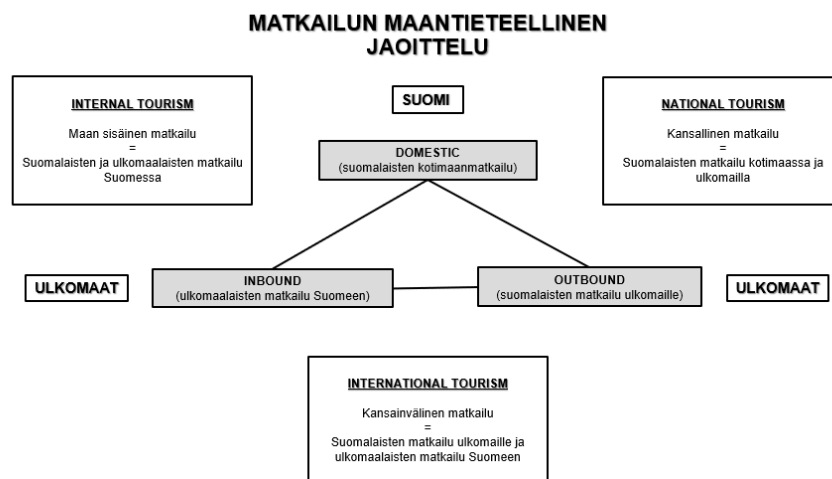 MATKAILUN MAANTIETEELLINEN
JAOITTELU
INTERNAL TOURISM
Maan sisäinen matkailu
=
Suomalaisten ja ulkomaalaisten matkailu
Suomessa
SUOMI
NATIONAL TOURISM
Kansallinen matkailu
=
Suomalaisten matkailu kotimaassa ja
ulkomailla
DOMESTIC
(suomalaisten kotimaanmatkailu)
ULKOMAAT
INBOUND
(ulkomaalaisten matkailu Suomeen)
OUTBOUND
(suomalaisten matkailu ulkomaille)
ULKOMAAT
INTERNATIONAL TOURISM
Kansainvälinen matkailu
=
Suomalaisten matkailu ulkomaille ja
ulkomaalaisten matkailu Suomeen